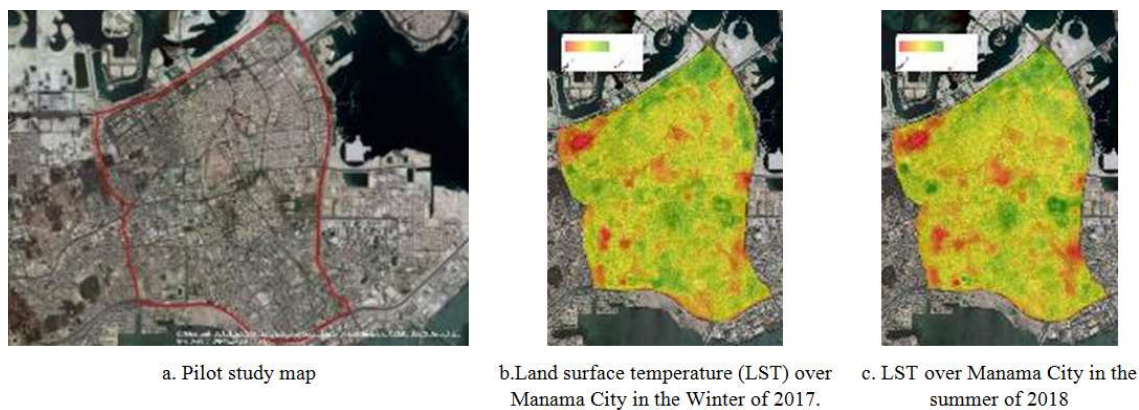 a. Pilot study map
b.Land surface temperature (LST) over
Manama City in the Winter of 2017.
c. LST over Manama City in the
summer of 2018